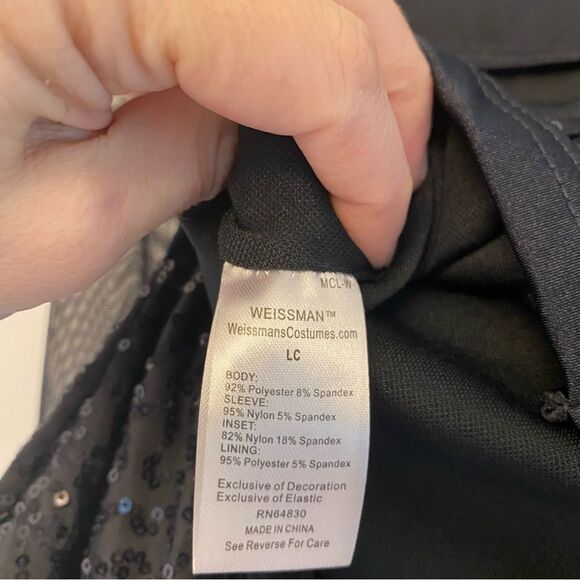 MCL-W
WEISSMAN™
WeissmansCostumes.com
LC
BODY:
92% Polyester 8% Spandex
SLEEVE:
95% Nylon 5% Spandex
INSET:
82% Nylon 18% Spandex
LINING:
95% Polyester 5% Spandex
Exclusive of Decoration
Exclusive of Elastic
RN64830
MADE IN CHINA
See Reverse For Care